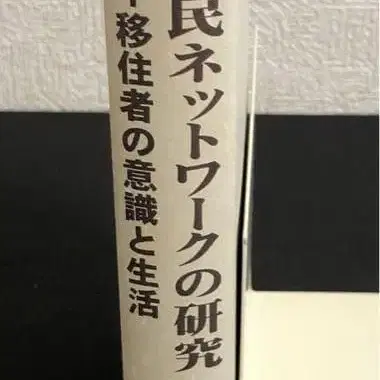 民ネットワークの研究
移住者の意識と生活